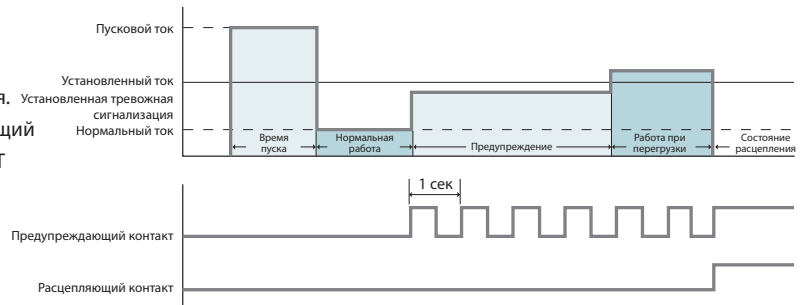 Пусковой ток
Установленный ток
я.
Установленная тревожная
сигнализация
щий
Нормальный ток
т
Время
пуска
Нормальная
работа
Предупреждение
Работа при
перегрузки
Состояние
расцепления
1 сек
Предупреждающий контакт
Расцепляющий контакт